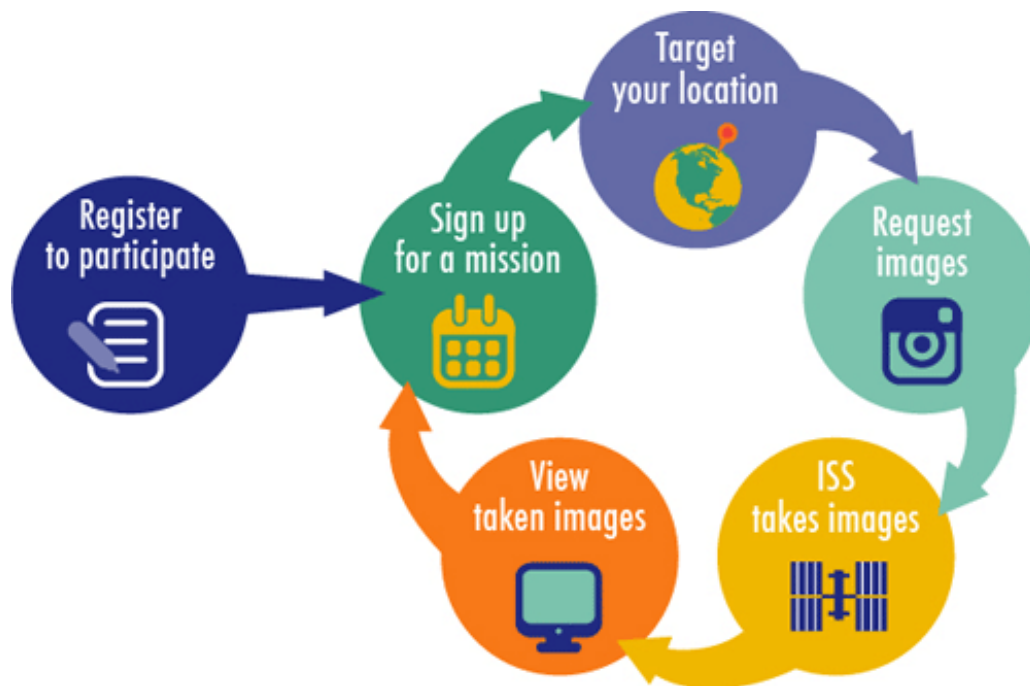 Register
to participate
Sign up
for a mission
Target
your location
Request
images
ISS
takes images
View
taken images